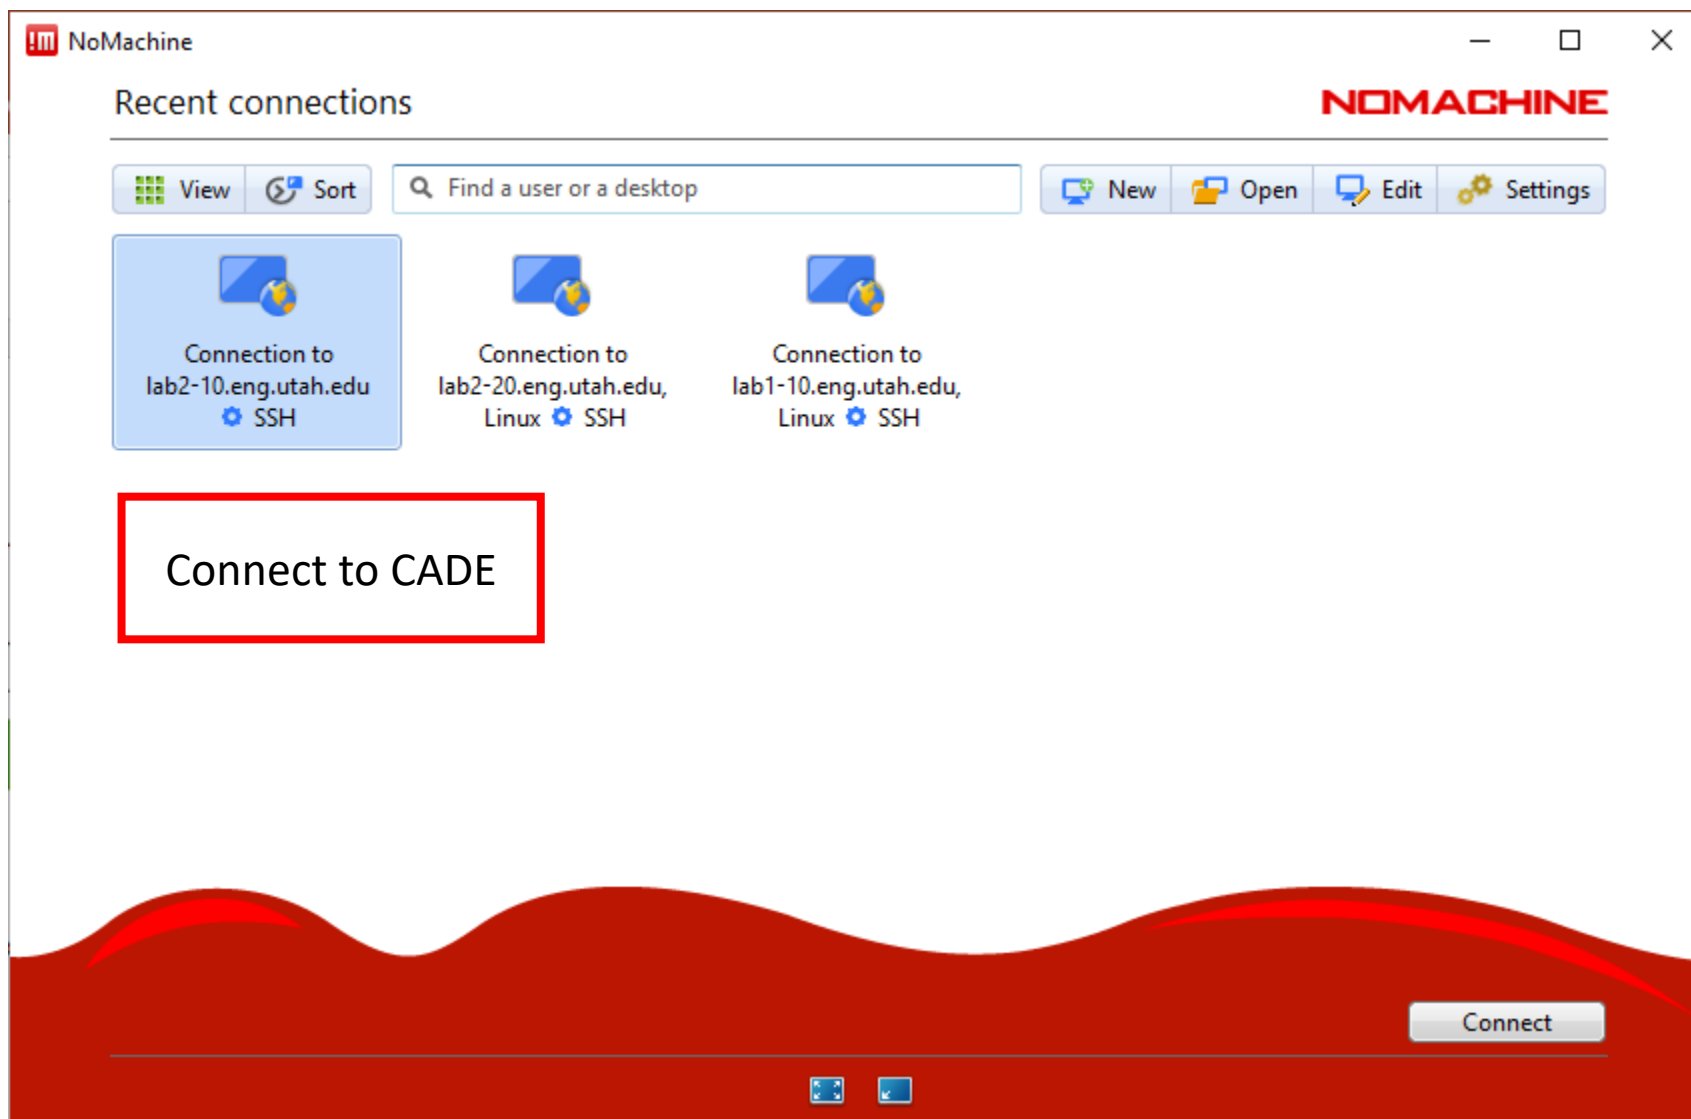 NoMachine
Recent connections
NOMACHINE
View Sort Find a user or a desktop New Open Edit Settings
Connection to
lab2-10.eng.utah.edu
SSH
Connection to
lab2-20.eng.utah.edu,
Linux SSH
Connection to
lab1-10.eng.utah.edu,
Linux SSH
Connect to CADE
Connect